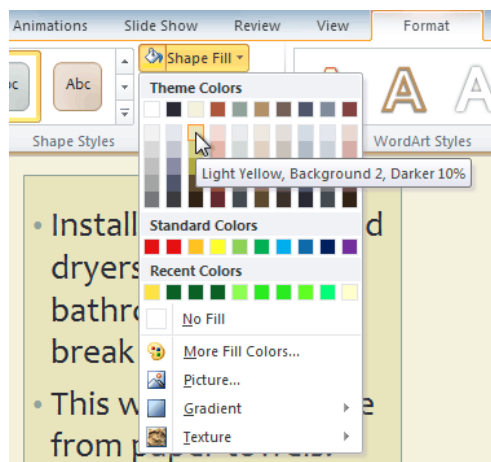 Animations Slide Show Review View Format
Shape Fill
Abc
Shape Styles
WordArt Styles
Theme Colors
Light Yellow, Background 2, Darker 10%
Standard Colors
Recent Colors
No Fill
More Fill Colors...
Picture...
Gradient
Texture
• Install d
dryers
bathro
break
• This w e
from paper towels.